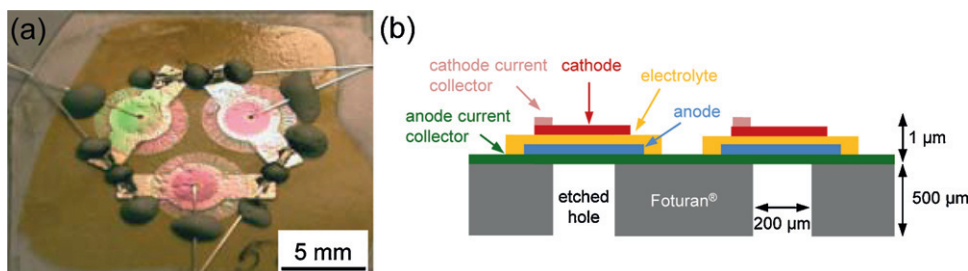 (a)
5 mm
(b)
cathode current
collector
cathode
electrolyte
anode current
collector
anode
1 µm
etched
hole
Foturan®
200 µm
500 µm